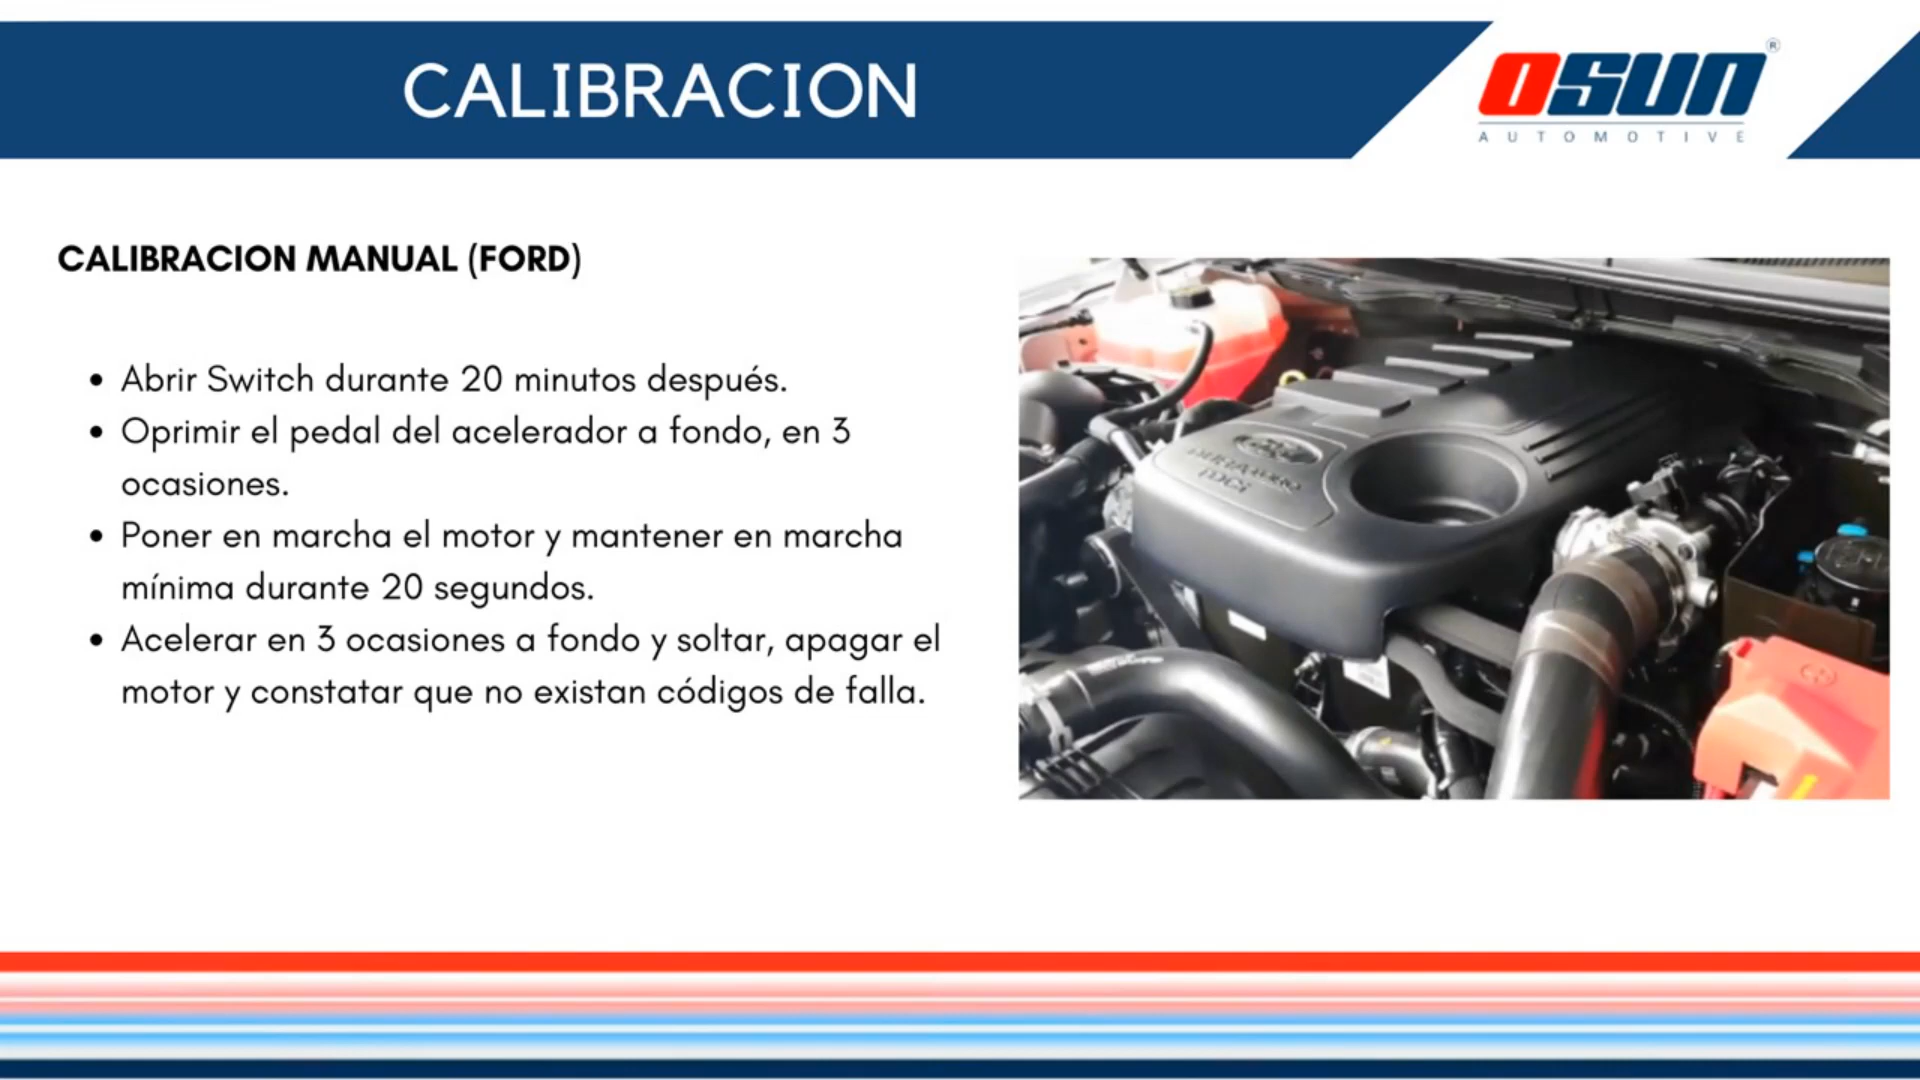 CALIBRACION
OSUN
®
AUTOMOTIVE
CALIBRACION MANUAL (FORD)
• Abrir Switch durante 20 minutos después.
• Oprimir el pedal del acelerador a fondo, en 3
ocasiones.
• Poner en marcha el motor y mantener en marcha
mínima durante 20 segundos.
• Acelerar en 3 ocasiones a fondo y soltar, apagar el
motor y constatar que no existan códigos de falla.
TDCi